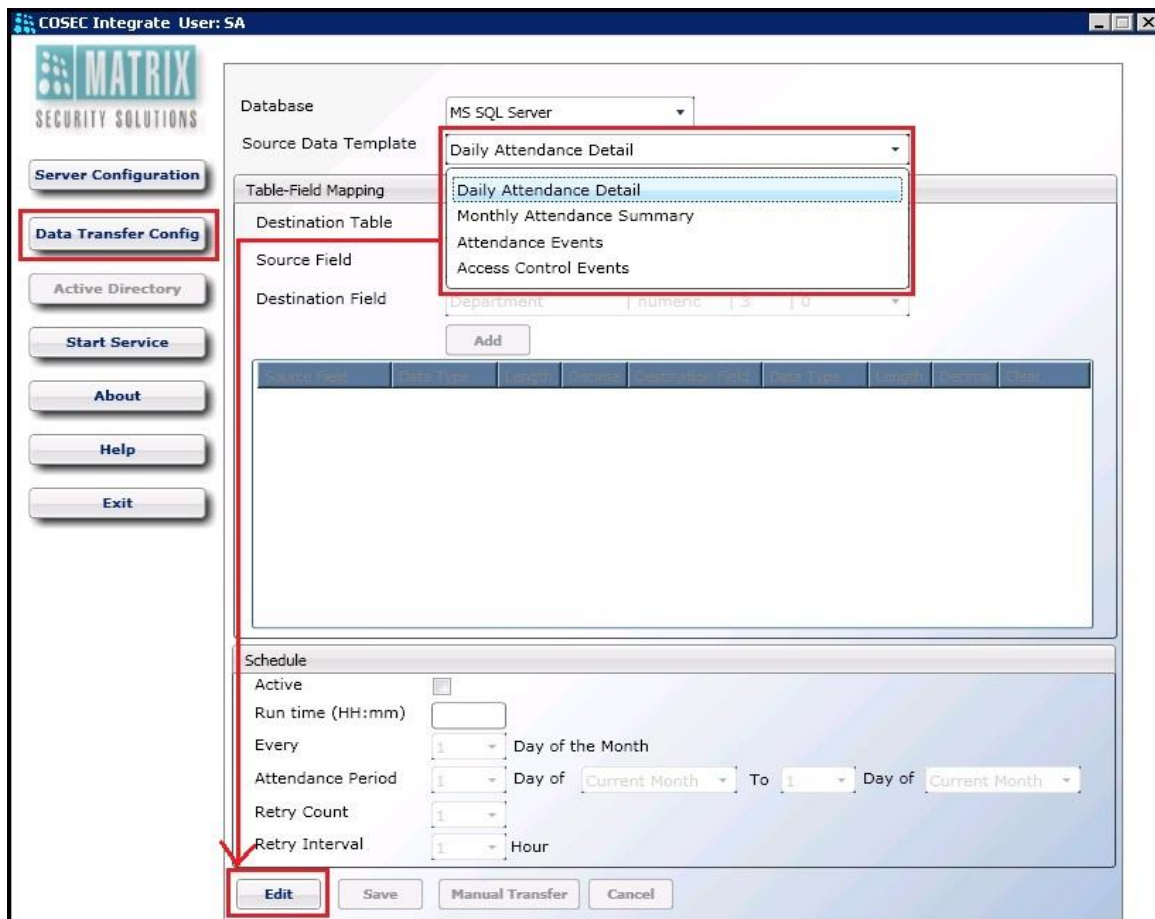 COSEC Integrate User: SA
MATRIX
SECURITY SOLUTIONS
Server Configuration
Data Transfer Config
Active Directory
Start Service
About
Help
Exit
Database MS SQL Server
Source Data Template Daily Attendance Detail
Table-Field Mapping
Daily Attendance Detail
Monthly Attendance Summary
Attendance Events
Access Control Events
Destination Table
Source Field
Destination Field Department | numeric | 3 | 0
Add
Source Field Data Type Length Decima Destination Field Data Type Length Decima Clear
Schedule
Active
Run time (HH:mm)
Every 1 Day of the Month
Attendance Period 1 Day of Current Month To 1 Day of Current Month
Retry Count 1
Retry Interval 1 Hour
Edit Save Manual Transfer Cancel